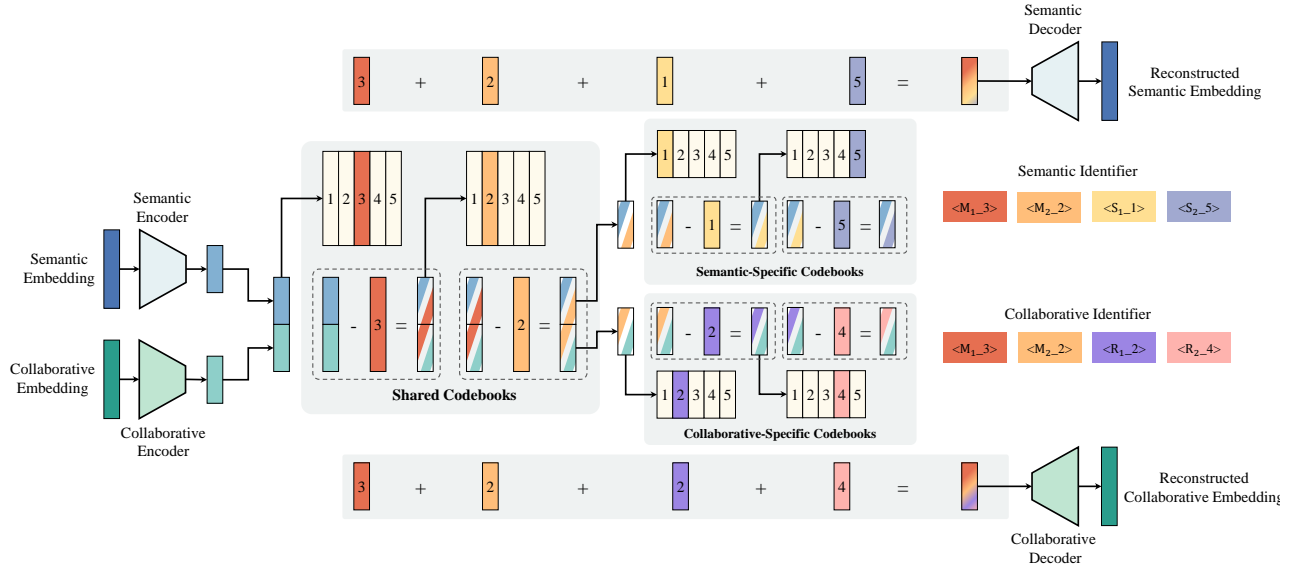 Semantic
Decoder
3 + 2 + 1 + 5 =
Reconstructed
Semantic Embedding
Semantic
Encoder
Semantic
Embedding
Collaborative
Embedding
Collaborative
Encoder
1 2 3 4 5
1 2 3 4 5
- 3 =
- 2 =
Shared Codebooks
1 2 3 4 5
1 2 3 4 5
- 1 =
- 5 =
Semantic-Specific Codebooks
- 2 =
- 4 =
1 2 3 4 5
1 2 3 4 5
Collaborative-Specific Codebooks
Semantic Identifier
<M₁_3> <M₂_2> <S₁_1> <S₂_5>
Collaborative Identifier
<M₁_3> <M₂_2> <R₁_2> <R₂_4>
3 + 2 + 2 + 4 =
Reconstructed
Collaborative Embedding
Collaborative
Decoder